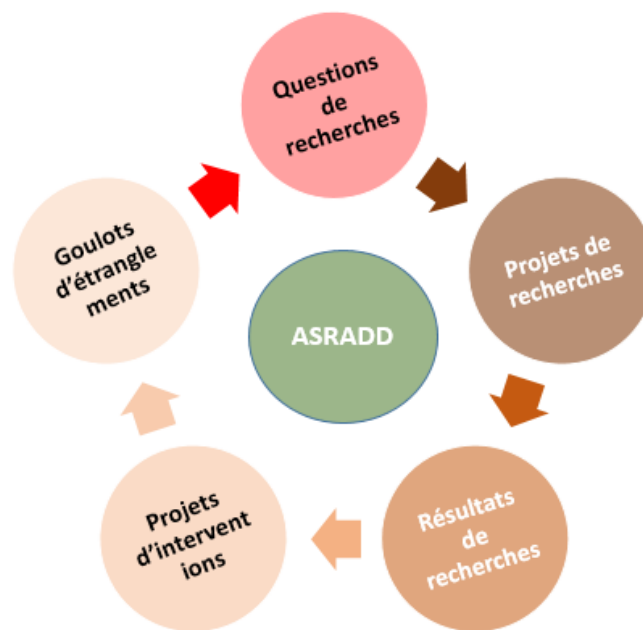 Questions
de
recherches
Projets de
recherches
Résultats
de
recherches
Projets
d'intervent
ions
Goulots
d'étrangle
ments
ASRADD